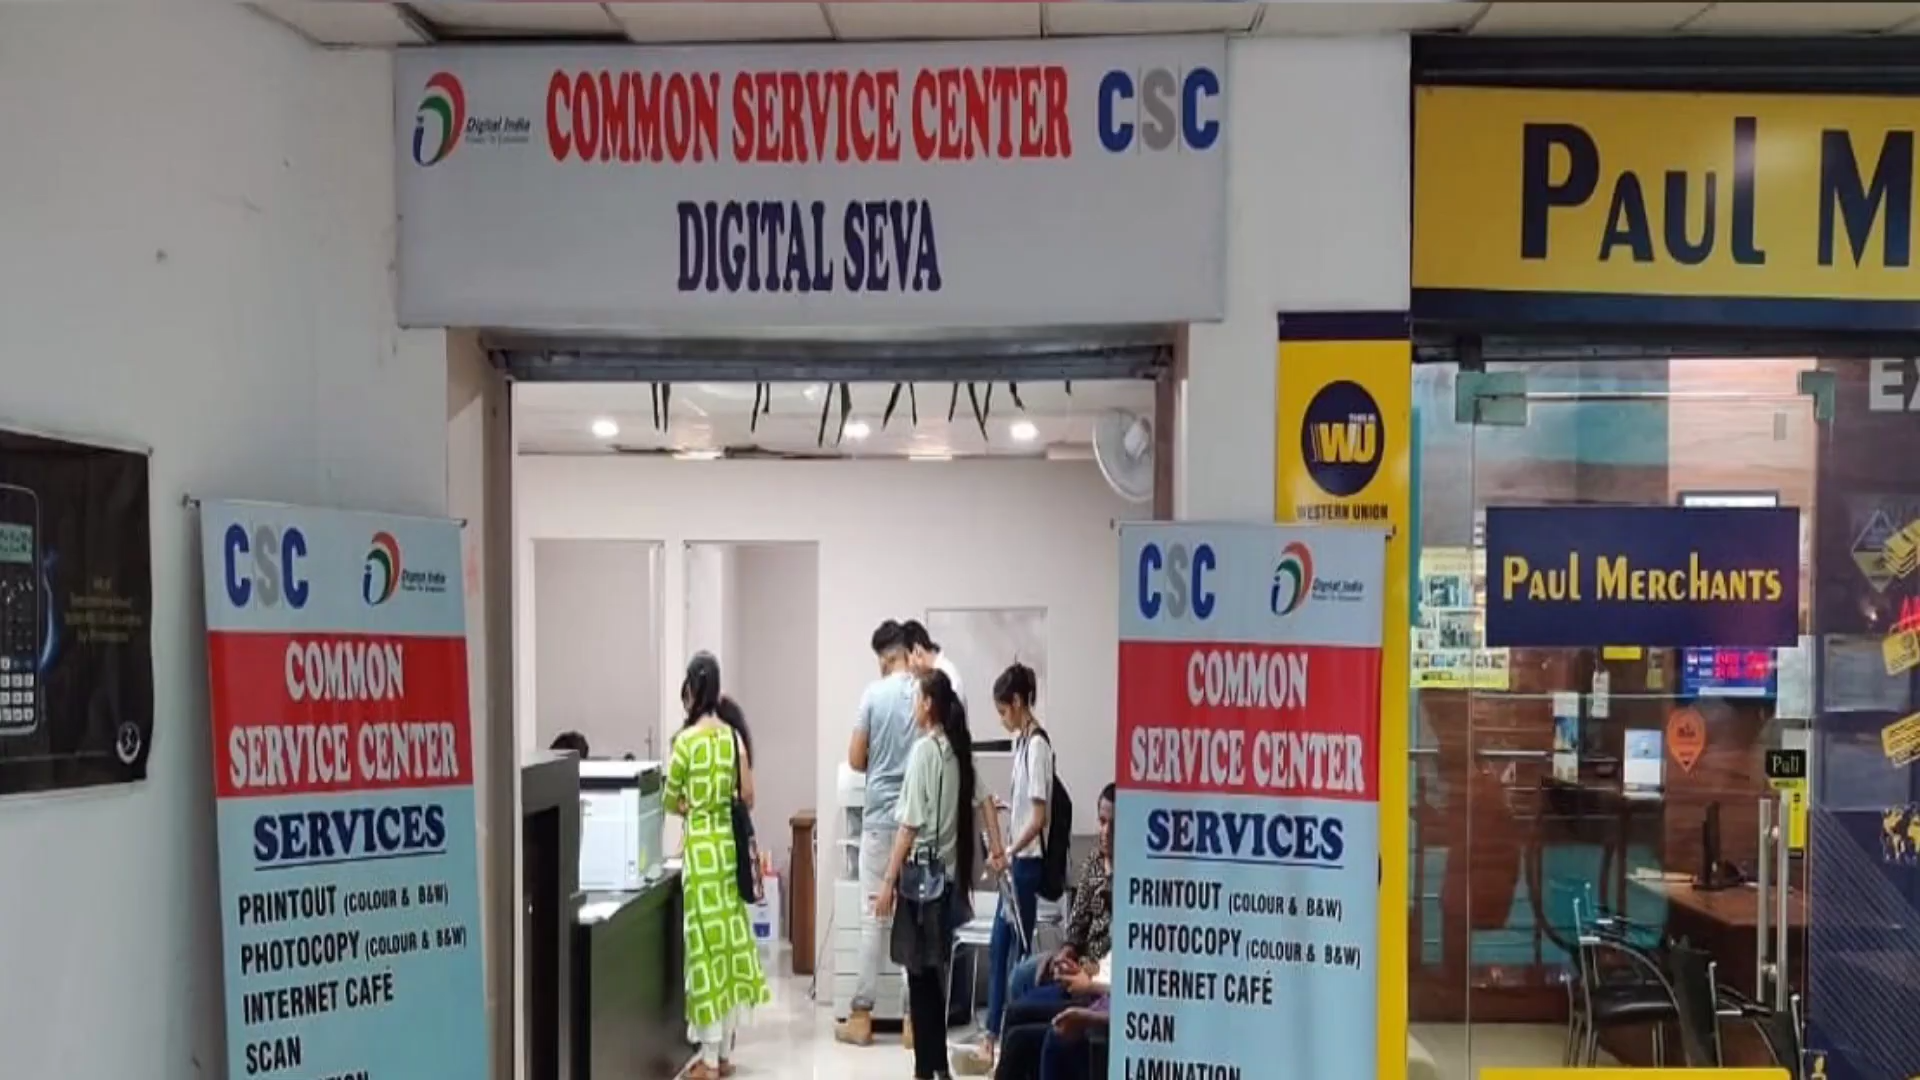 Digital India
COMMON SERVICE CENTER
CSC
DIGITAL SEVA
PAUL M
WU
WESTERN UNION
PAUL MERCHANTS
EX
Pull
CSC
Digital India
COMMON
SERVICE CENTER
SERVICES
PRINTOUT (COLOUR & B&W)
PHOTOCOPY (COLOUR & B&W)
INTERNET CAFÉ
SCAN
CSC
Digital India
COMMON
SERVICE CENTER
SERVICES
PRINTOUT (COLOUR & B&W)
PHOTOCOPY (COLOUR & B&W)
INTERNET CAFÉ
SCAN
LAMINATION